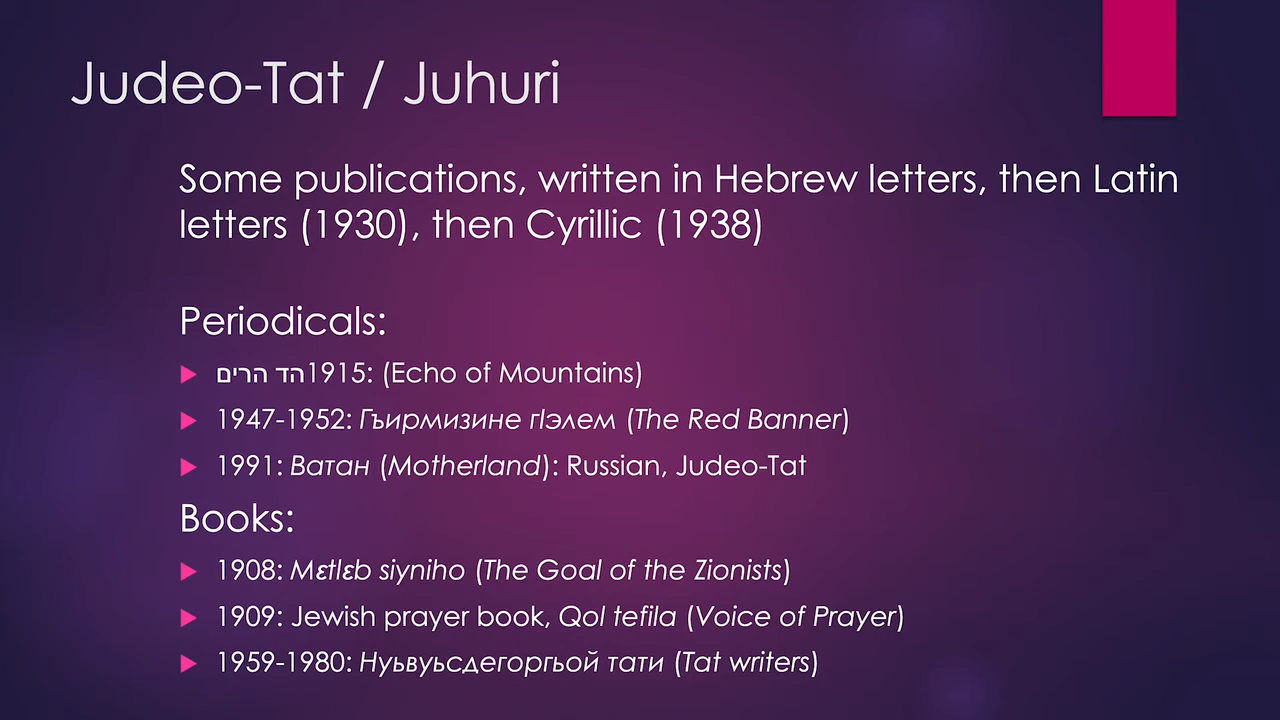 Judeo-Tat / Juhuri
Some publications, written in Hebrew letters, then Latin
letters (1930), then Cyrillic (1938)
Periodicals:
הד הרים1915: (Echo of Mountains)
1947-1952: Гъирмизине гӏэлем (The Red Banner)
1991: Ватан (Motherland): Russian, Judeo-Tat
Books:
1908: Mɛtlɛb siyniho (The Goal of the Zionists)
1909: Jewish prayer book, Qol tefila (Voice of Prayer)
1959-1980: Нуьвуьсдегоргьой тати (Tat writers)